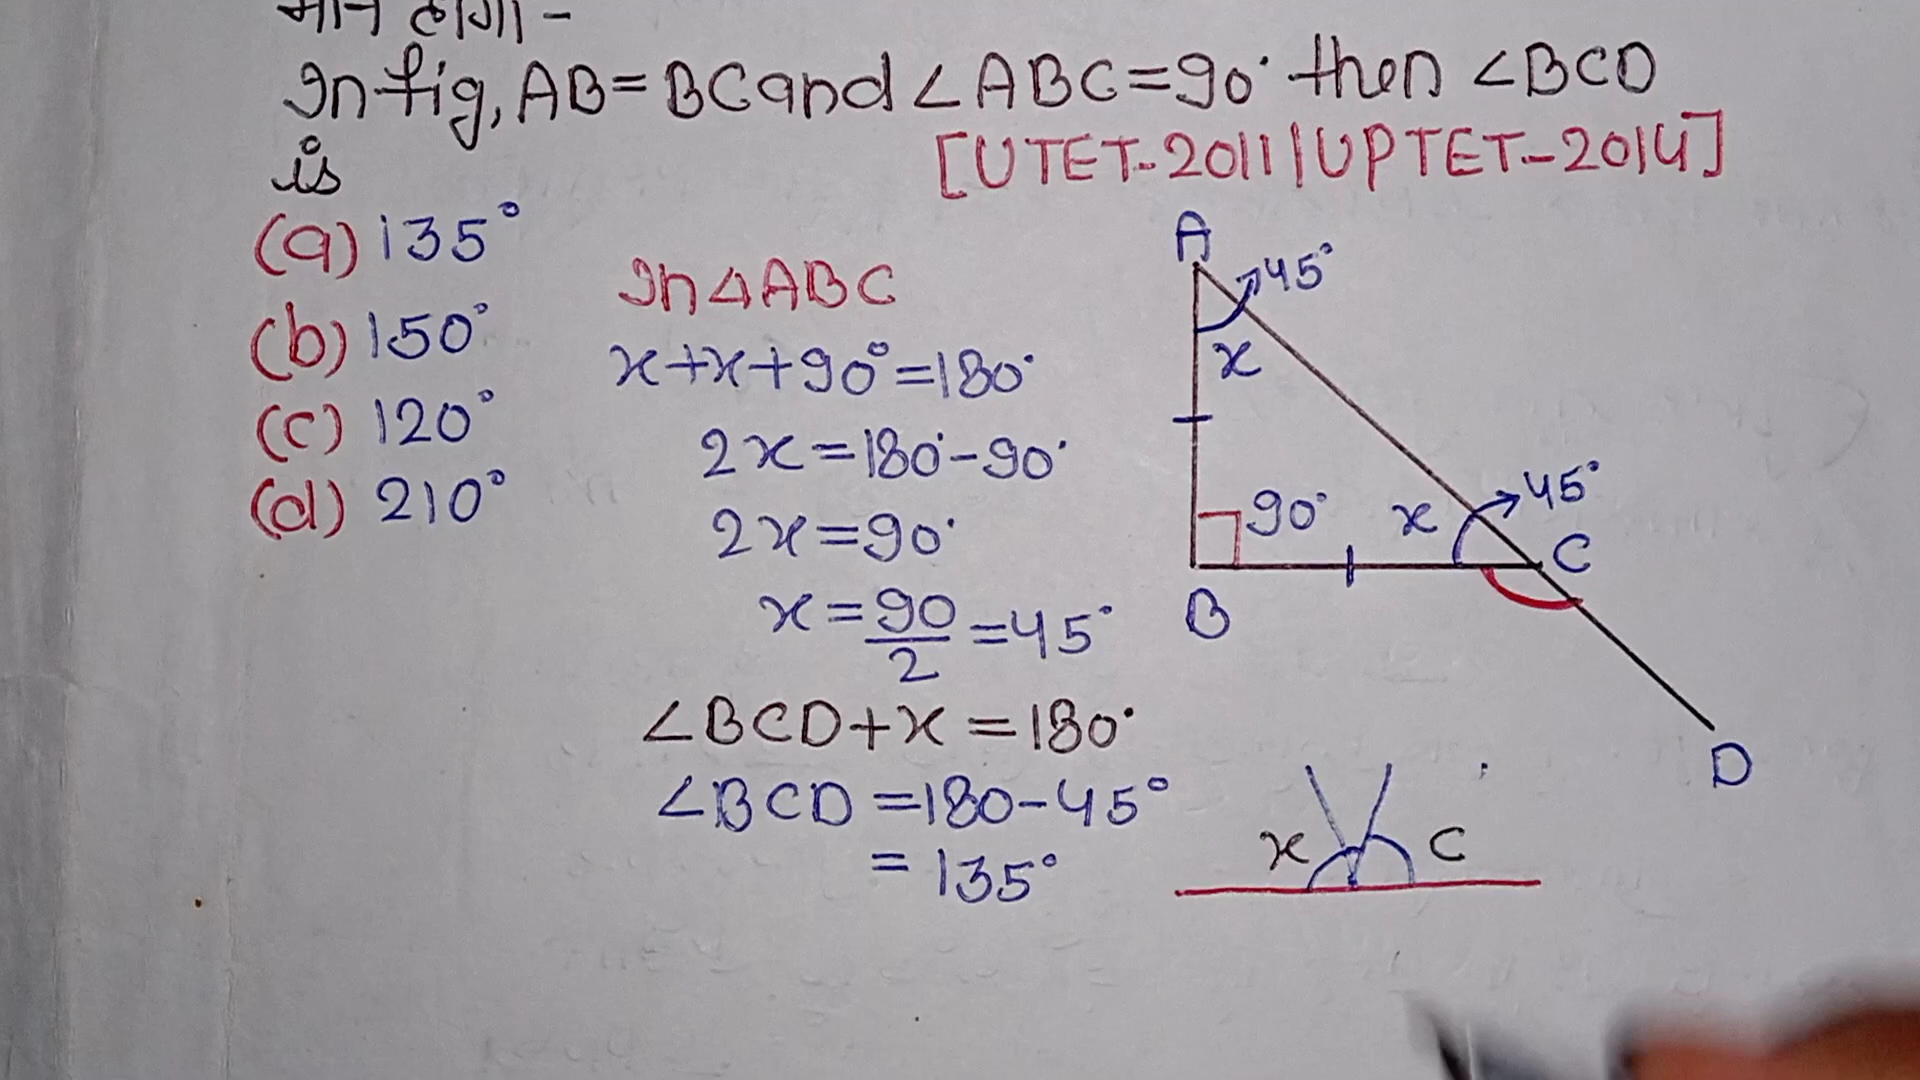 In fig, AB=BC and ∠ABC=90° then ∠BCD
is
[UTET-2011/UPTET-2014]
(a) 135°
(b) 150°
(c) 120°
(d) 210°
In △ABC
x+x+90°=180°
2x=180°-90°
2x=90°
x=90/2=45°
∠BCD+x=180°
∠BCD=180-45°
=135°
A
45°
x
90°
x
45°
C
B
D
x
C